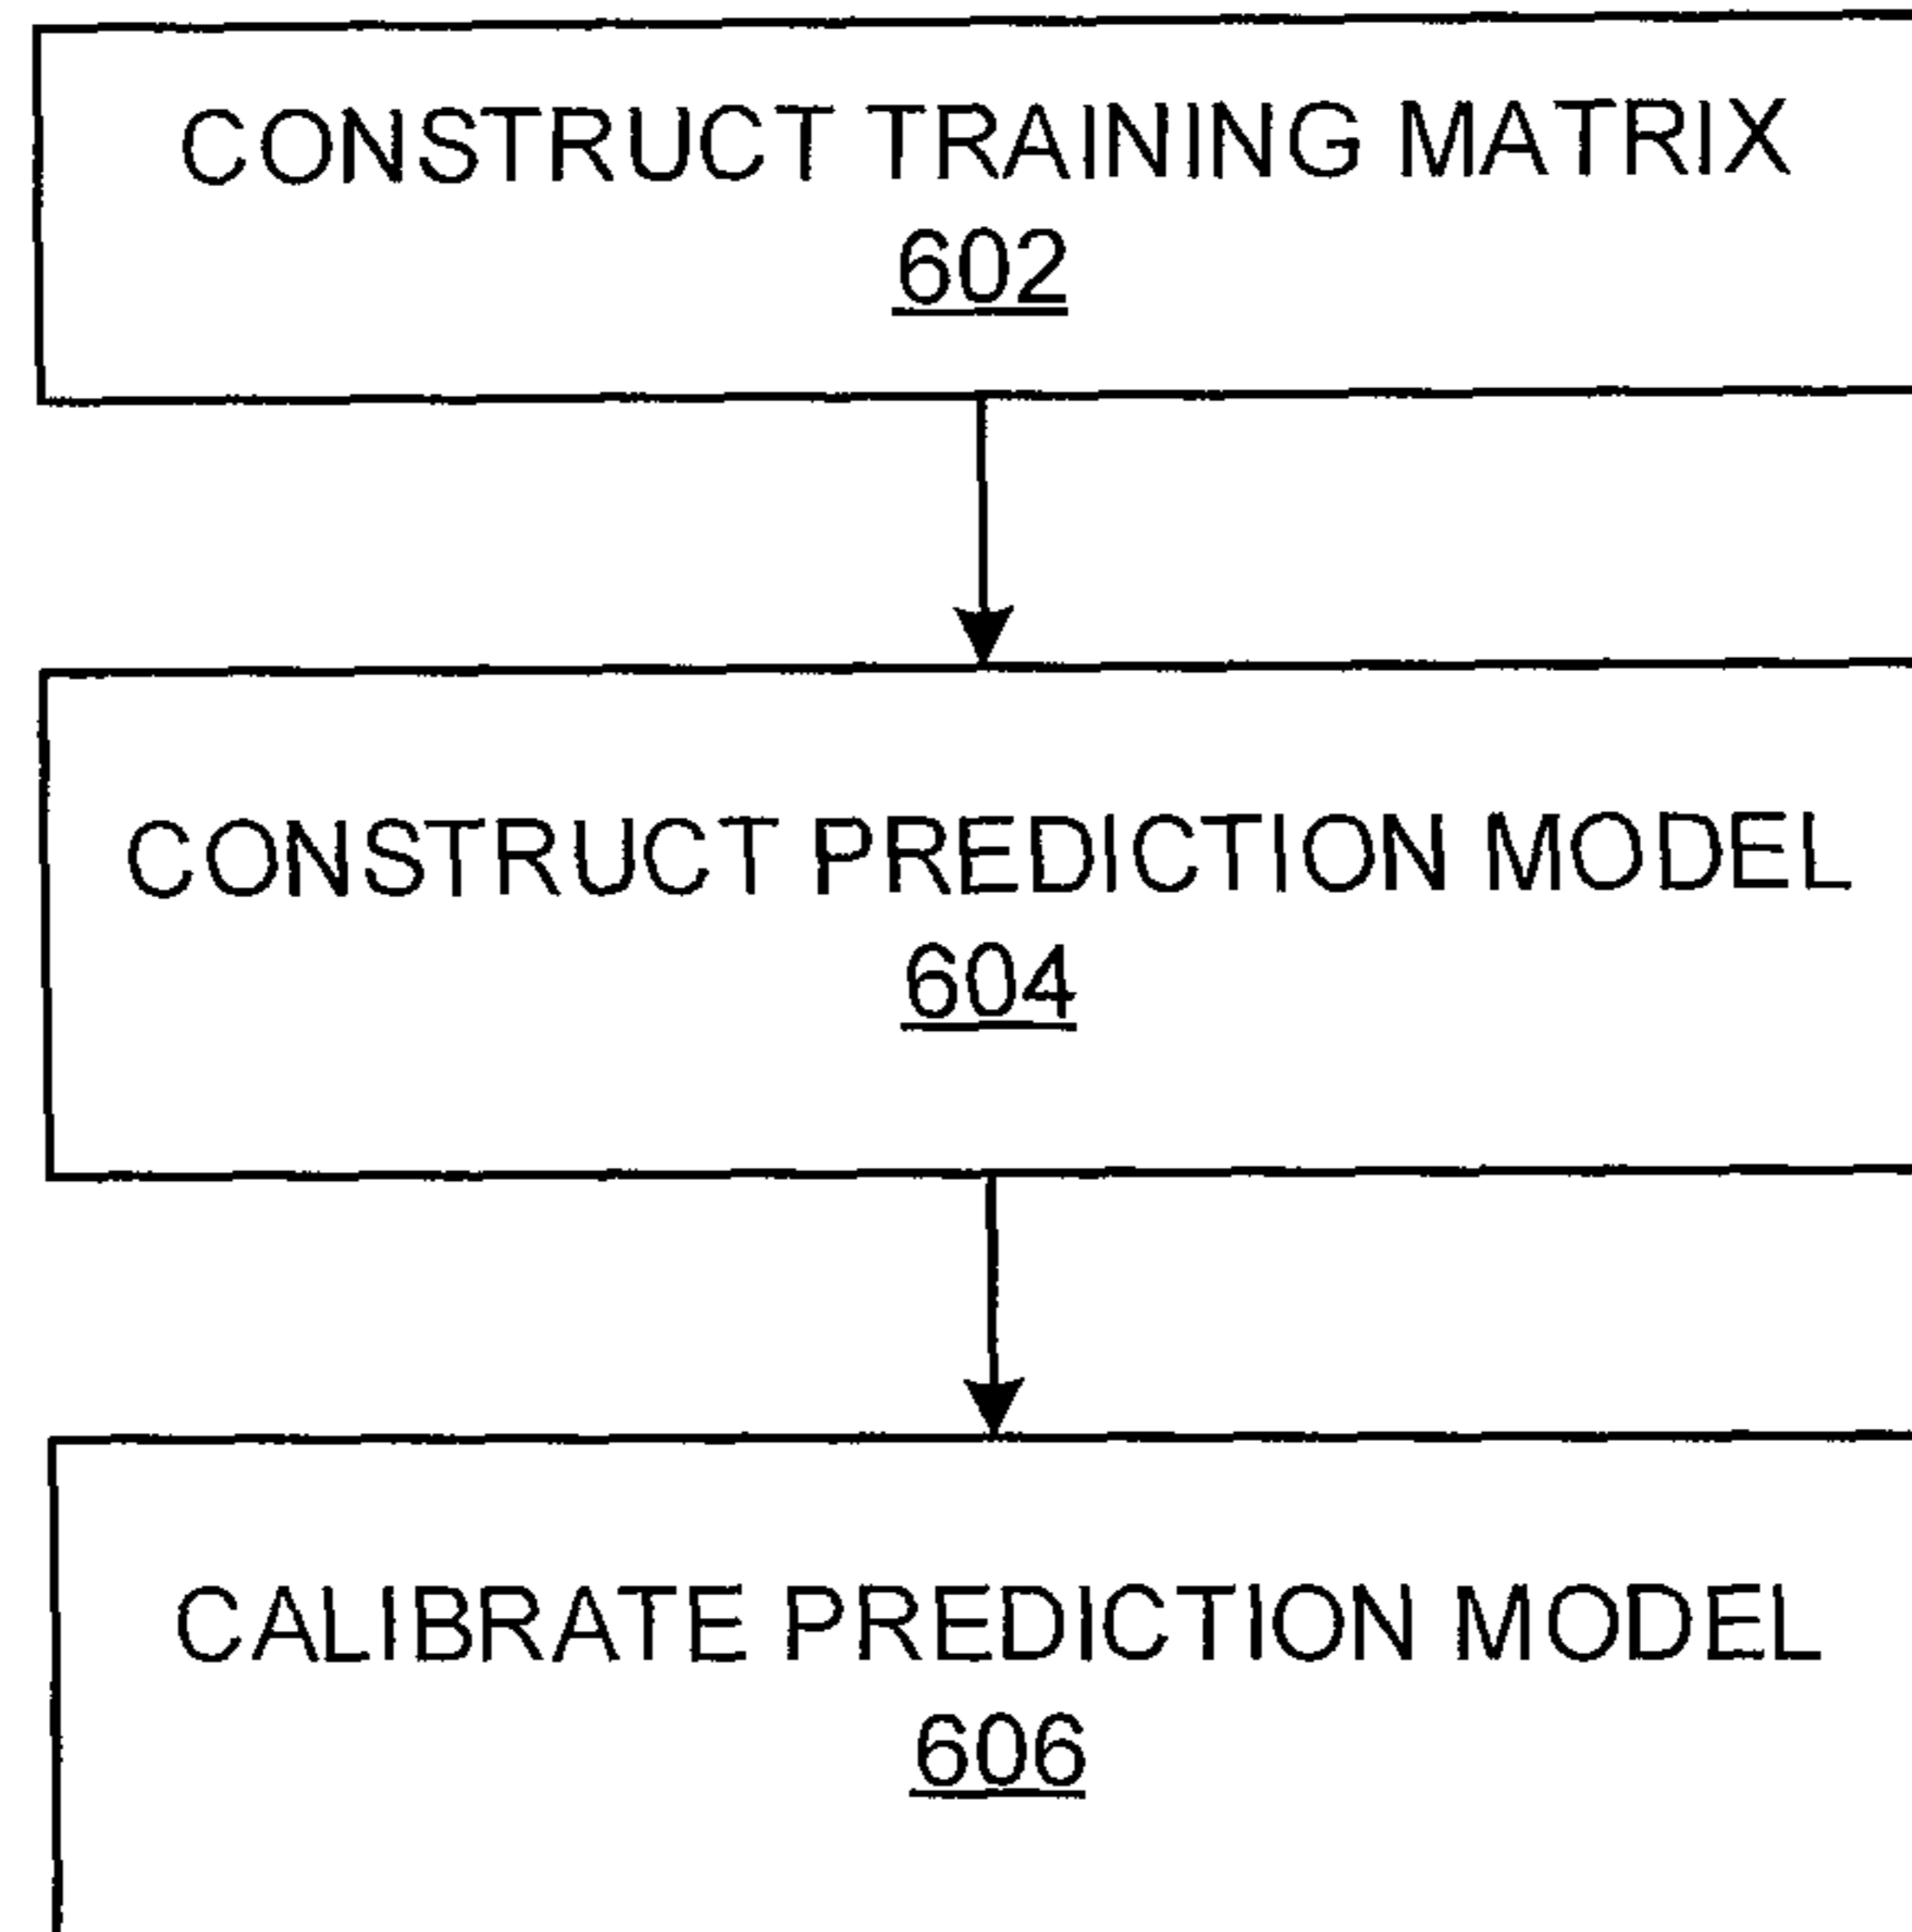 CONSTRUCT TRAINING MATRIX
602
CONSTRUCT PREDICTION MODEL
604
CALIBRATE PREDICTION MODEL
606